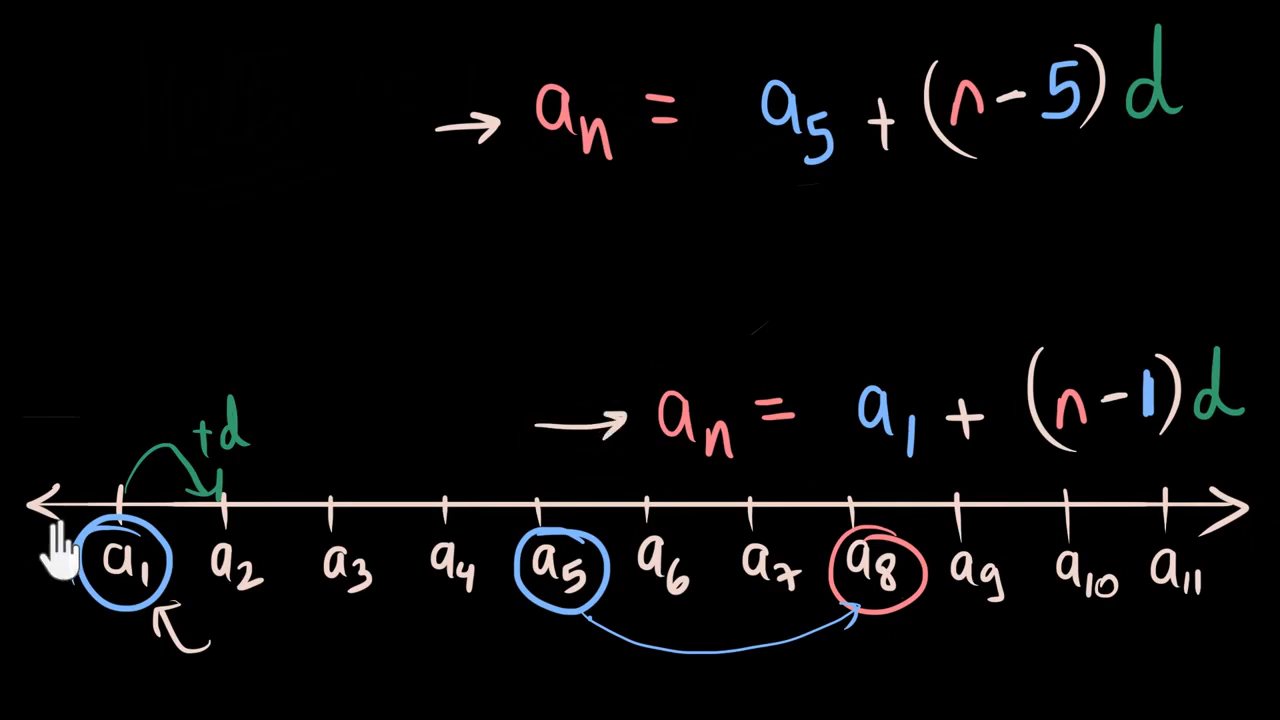 → aₙ = a₅ + (n - 5) d
→ aₙ = a₁ + (n - 1) d
+d
a₁ a₂ a₃ a₄ a₅ a₆ a₇ a₈ a₉ a₁₀ a₁₁